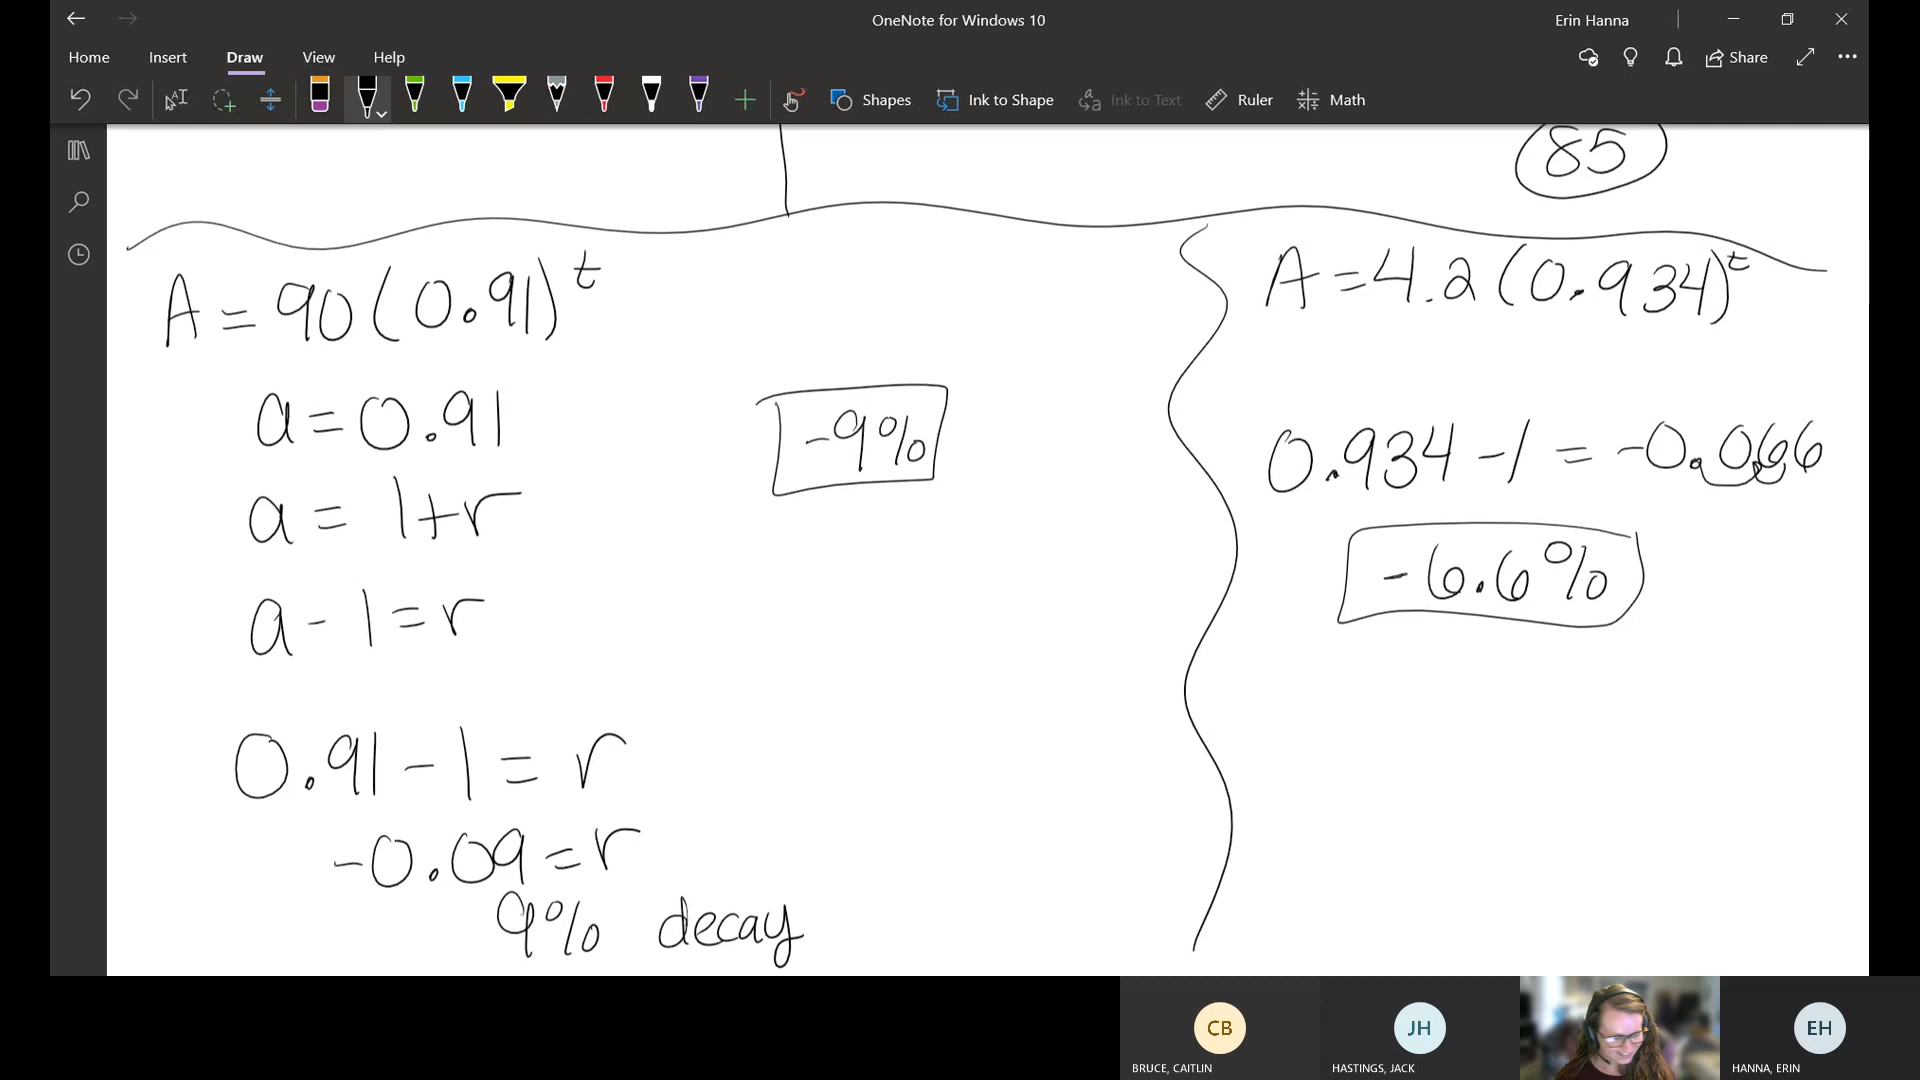 OneNote for Windows 10
Erin Hanna
Home Insert Draw View Help
Share
Shapes Ink to Shape Ink to Text Ruler Math
85
A = 90(0.91)^t
a = 0.91
a = 1+r
a - 1 = r
0.91 - 1 = r
-0.09 = r
9% decay
-9%
A = 4.2(0.934)^t
0.934 - 1 = -0.066
-6.6%
CB
BRUCE, CAITLIN
JH
HASTINGS, JACK
EH
HANNA, ERIN